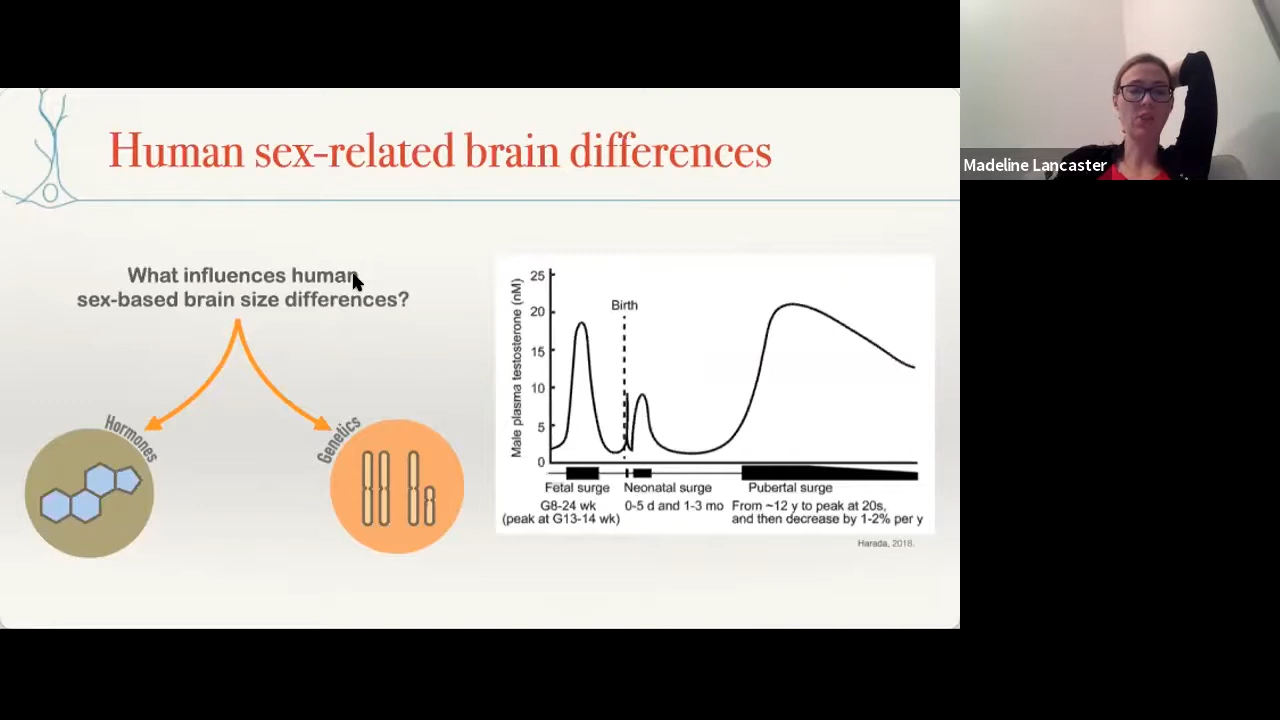 Human sex-related brain differences
Madeline Lancaster
What influences human
sex-based brain size differences?
Hormones
Genetics
Male plasma testosterone (nM)
25
20
15
10
5
0
Birth
Fetal surge
G8-24 wk
(peak at G13-14 wk)
Neonatal surge
0-5 d and 1-3 mo
Pubertal surge
From ~12 y to peak at 20s,
and then decrease by 1-2% per y
Harada, 2018.